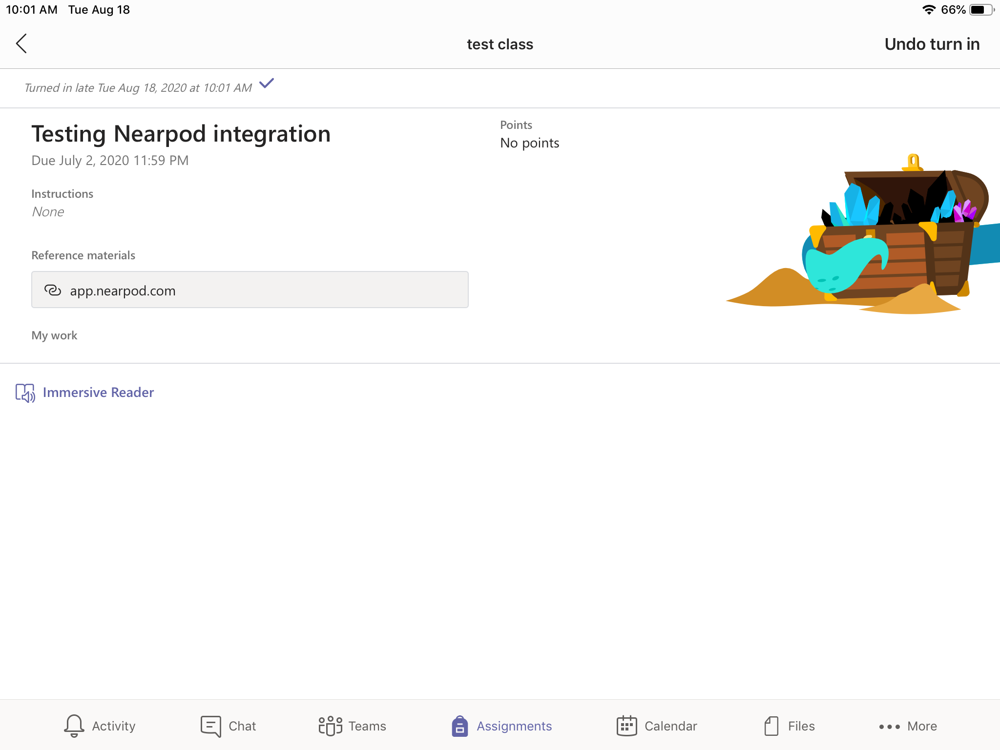 10:01 AM Tue Aug 18 66%
test class
Undo turn in
Turned in late Tue Aug 18, 2020 at 10:01 AM
Testing Nearpod integration
Due July 2, 2020 11:59 PM
Points
No points
Instructions
None
Reference materials
app.nearpod.com
My work
Immersive Reader
Activity Chat Teams Assignments Calendar Files More